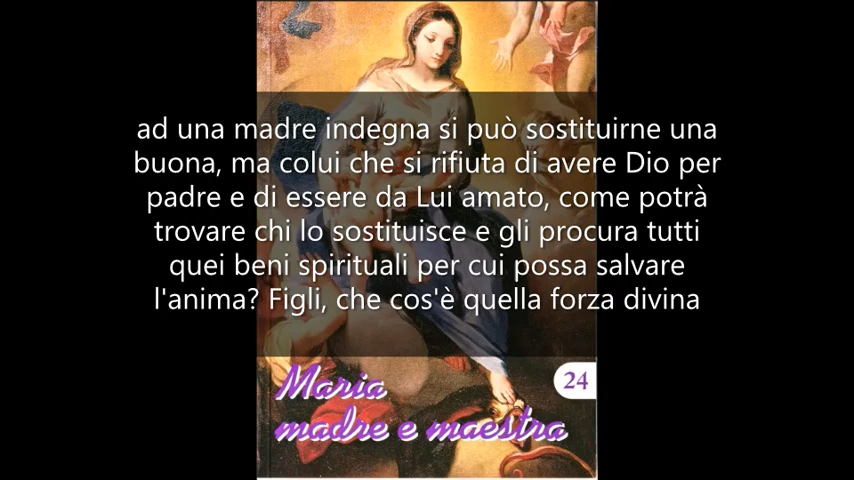 ad una madre indegna si può sostituirne una
buona, ma colui che si rifiuta di avere Dio per
padre e di essere da Lui amato, come potrà
trovare chi lo sostituisce e gli procura tutti
quei beni spirituali per cui possa salvare
l'anima? Figli, che cos'è quella forza divina
24
Maria
madre e maestra